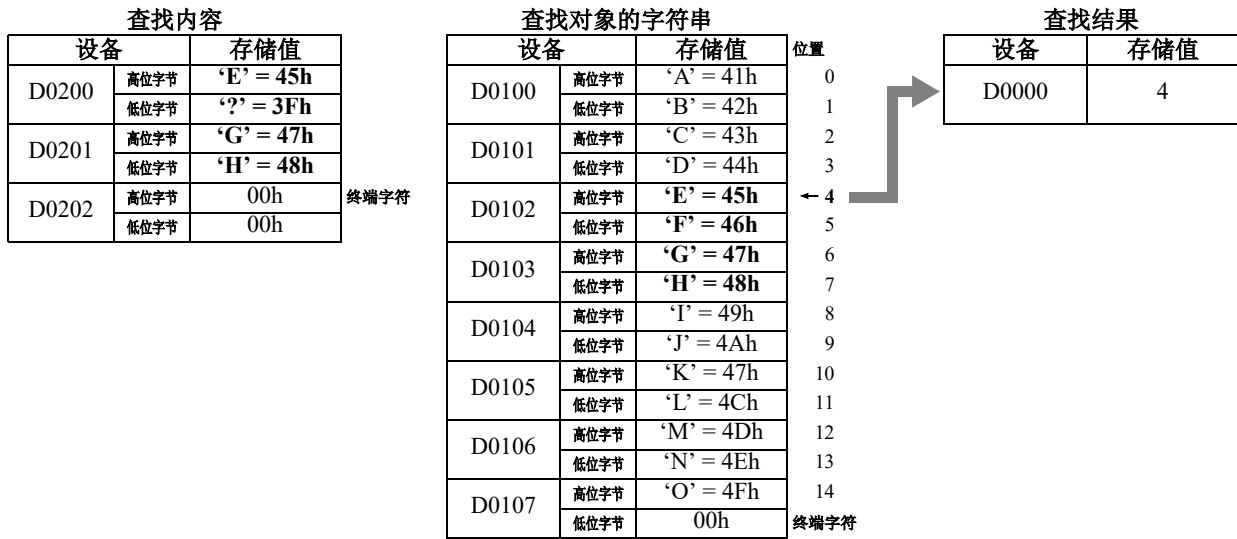 查找内容 查找对象的字符串 查找结果
设备 存储值 设备 存储值 位置 设备 存储值
D0200 高位字节 ‘E’ = 45h D0100 高位字节 ‘A’ = 41h 0 D0000 4
低位字节 ‘?’ = 3Fh 低位字节 ‘B’ = 42h 1
D0201 高位字节 ‘G’ = 47h D0101 高位字节 ‘C’ = 43h 2
低位字节 ‘H’ = 48h 低位字节 ‘D’ = 44h 3
D0202 高位字节 00h 终端字符 D0102 高位字节 ‘E’ = 45h ← 4
低位字节 00h 低位字节 ‘F’ = 46h 5
D0103 高位字节 ‘G’ = 47h 6
低位字节 ‘H’ = 48h 7
D0104 高位字节 ‘I’ = 49h 8
低位字节 ‘J’ = 4Ah 9
D0105 高位字节 ‘K’ = 47h 10
低位字节 ‘L’ = 4Ch 11
D0106 高位字节 ‘M’ = 4Dh 12
低位字节 ‘N’ = 4Eh 13
D0107 高位字节 ‘O’ = 4Fh 14
低位字节 00h 终端字符